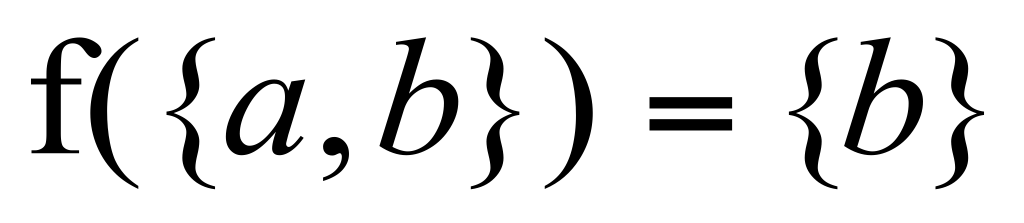 f({a,b}) = {b}